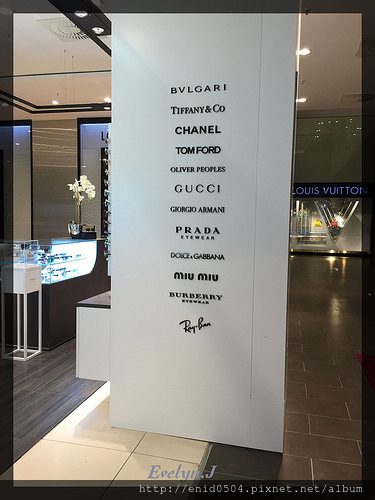 BVLGARI
TIFFANY & CO
CHANEL
TOM FORD
OLIVER PEOPLES
GUCCI
GIORGIO ARMANI
PRADA
EYEWEAR
DOLCE & GABBANA
miu miu
BURBERRY
EYEWEAR
Ray-Ban
LOUIS VUITTON
Evelyn.J
http://enid0504.pixnet.net/album